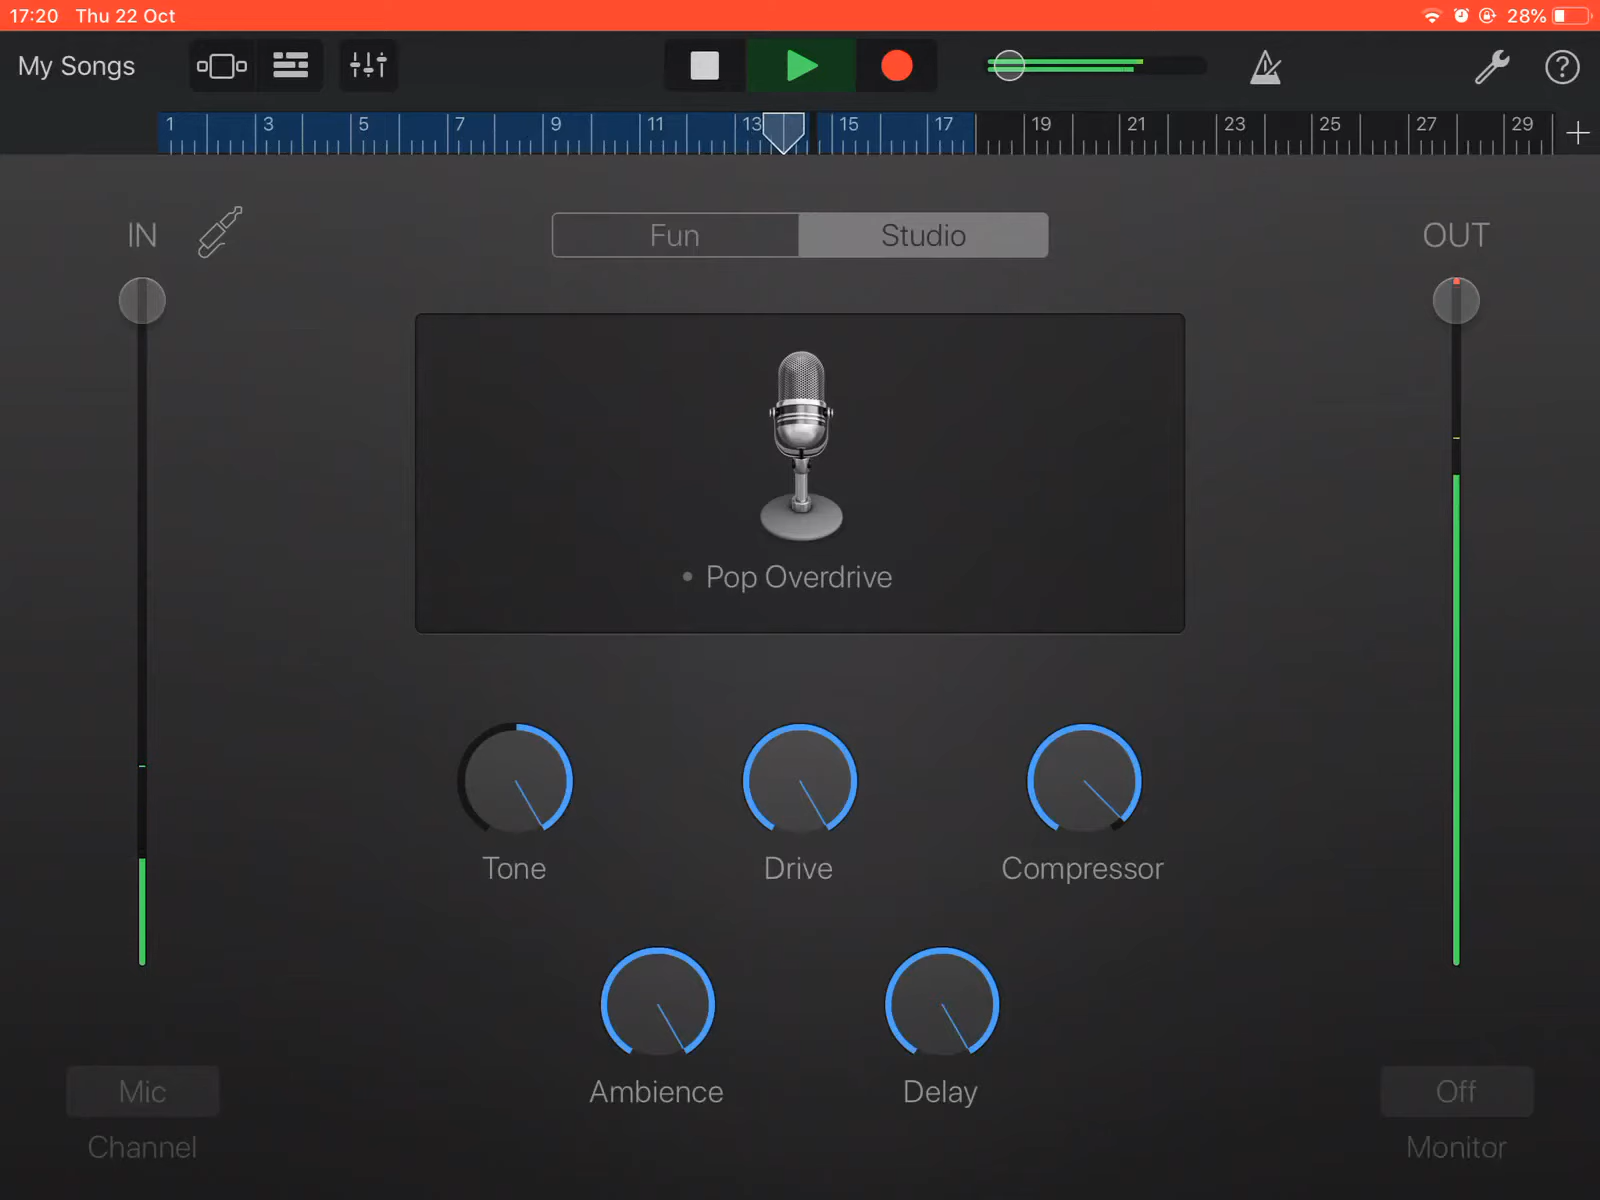 17:20 Thu 22 Oct 28%
My Songs
1 3 5 7 9 11 13 15 17 19 21 23 25 27 29
IN Fun Studio OUT
Pop Overdrive
Tone Drive Compressor
Ambience Delay
Mic Off
Channel Monitor